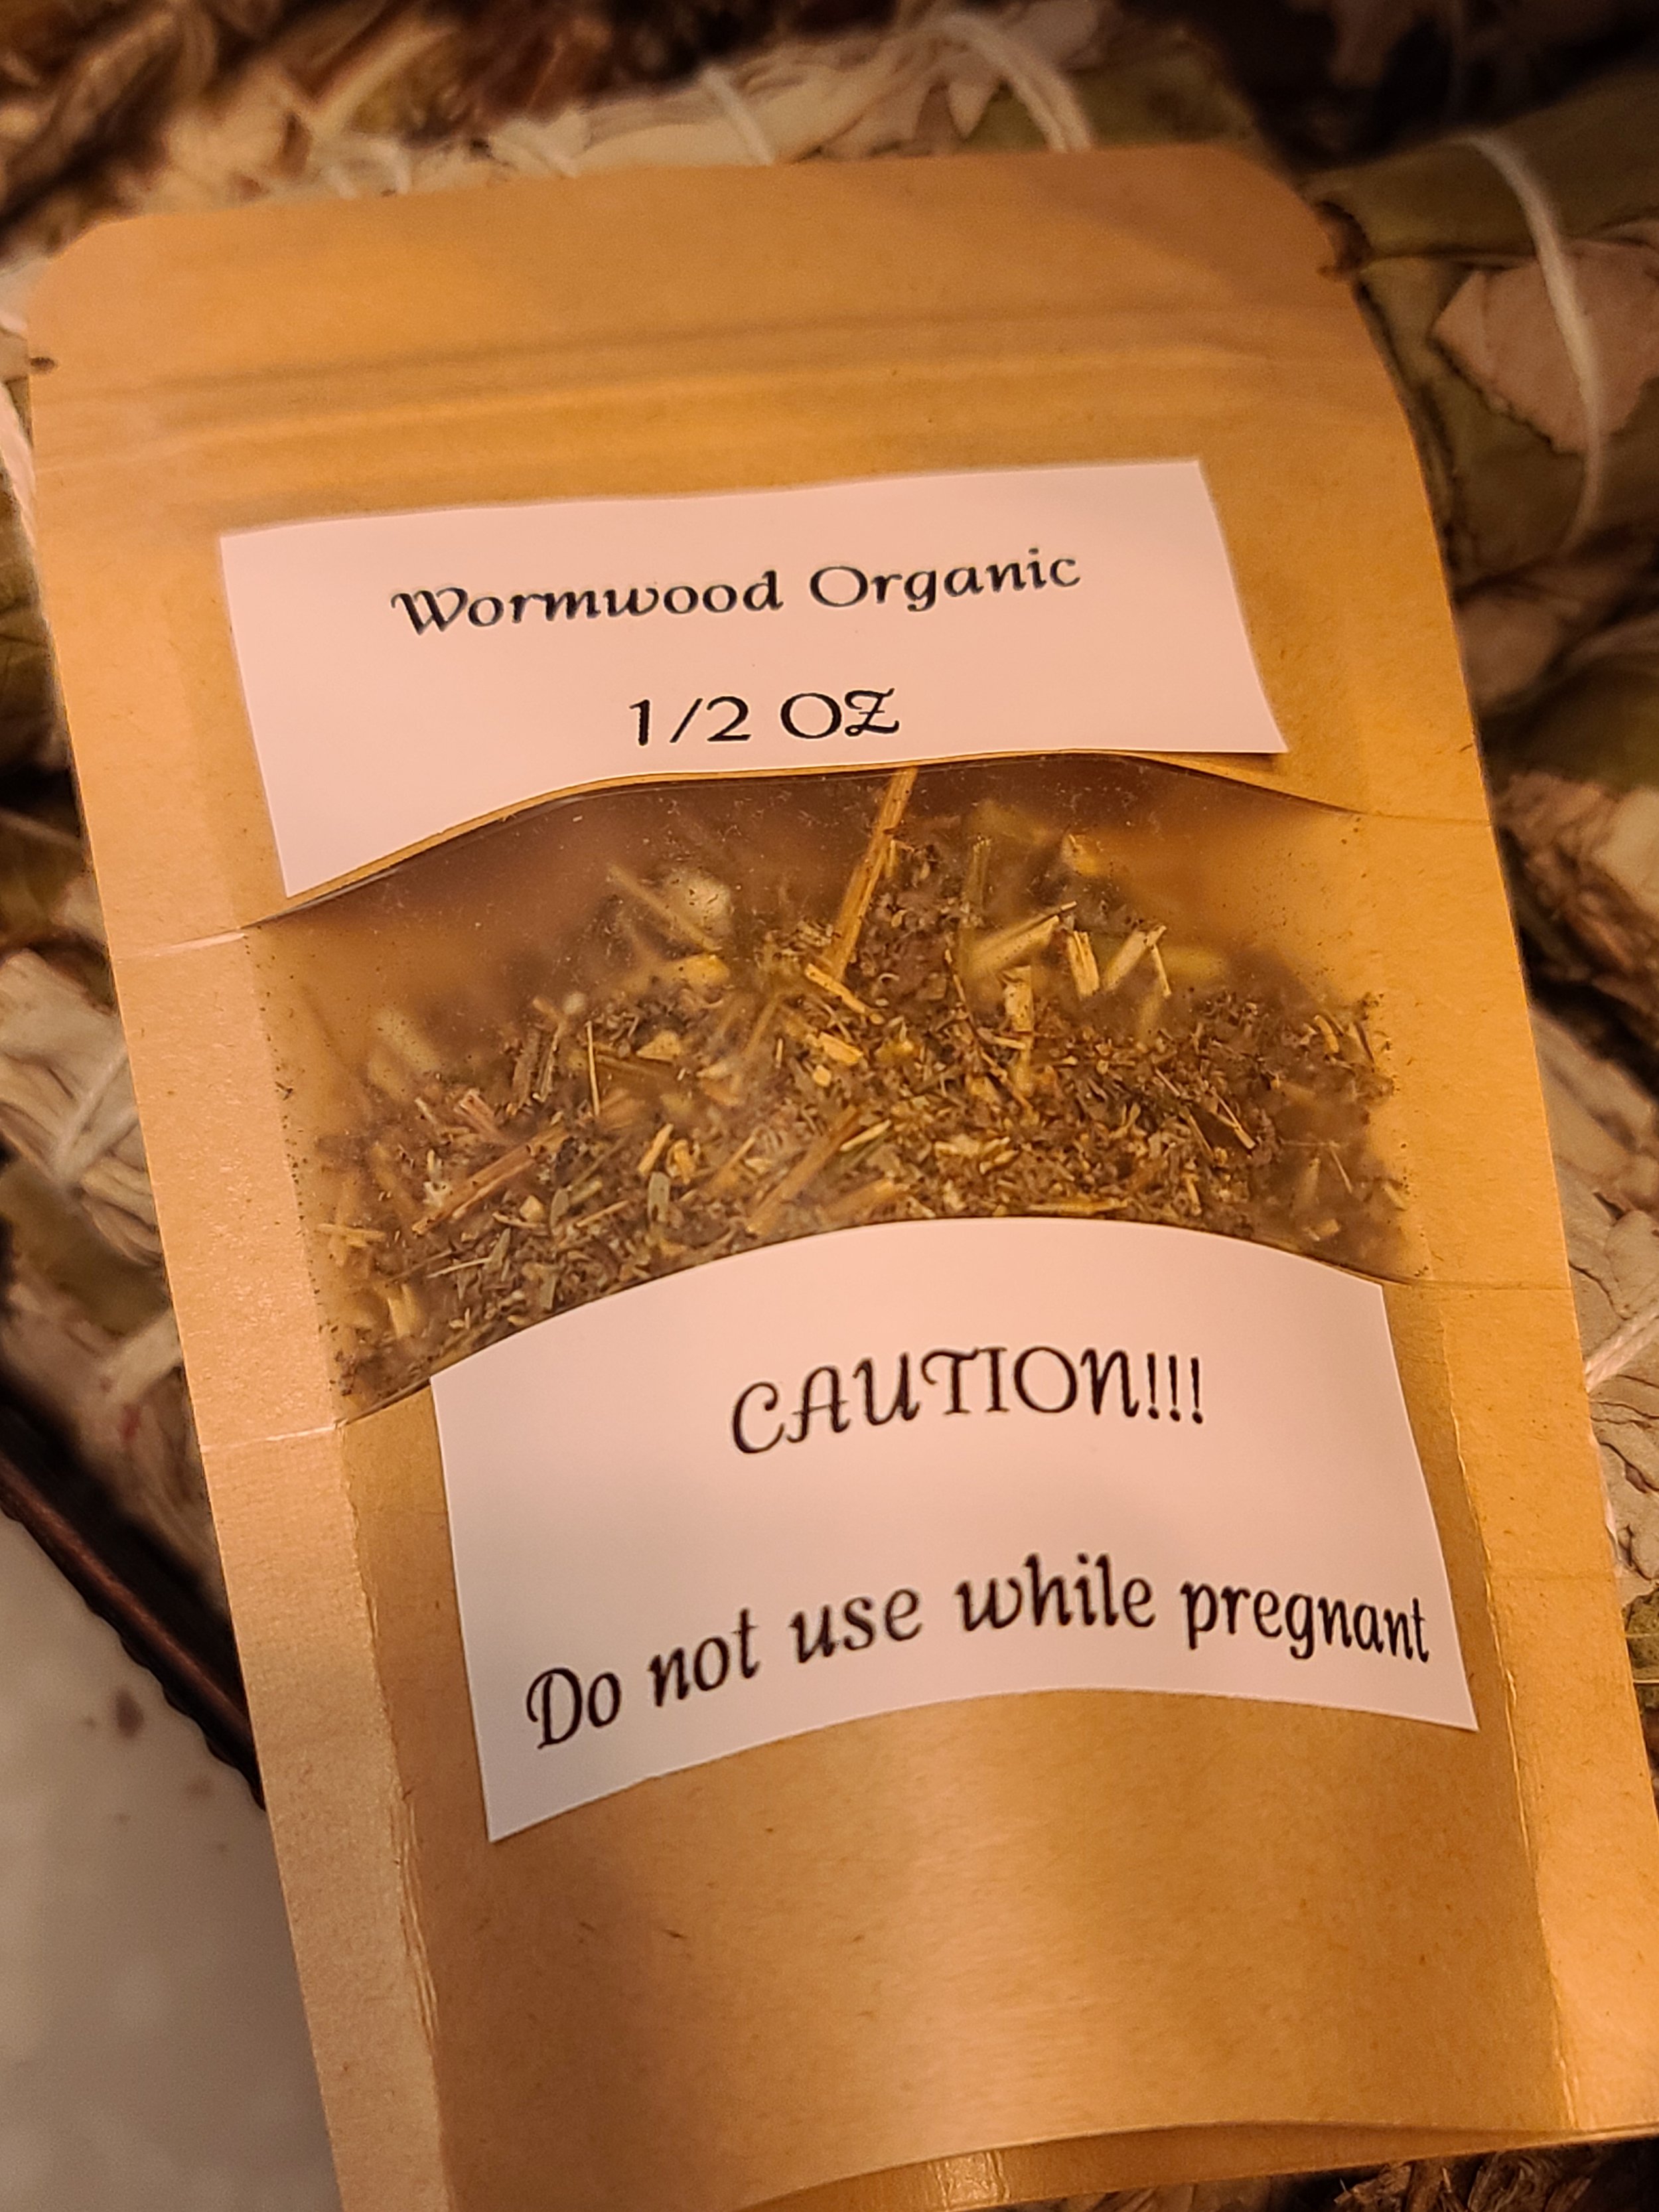 Wormwood Organic
1/2 OZ
CAUTION!!!
Do not use while pregnant